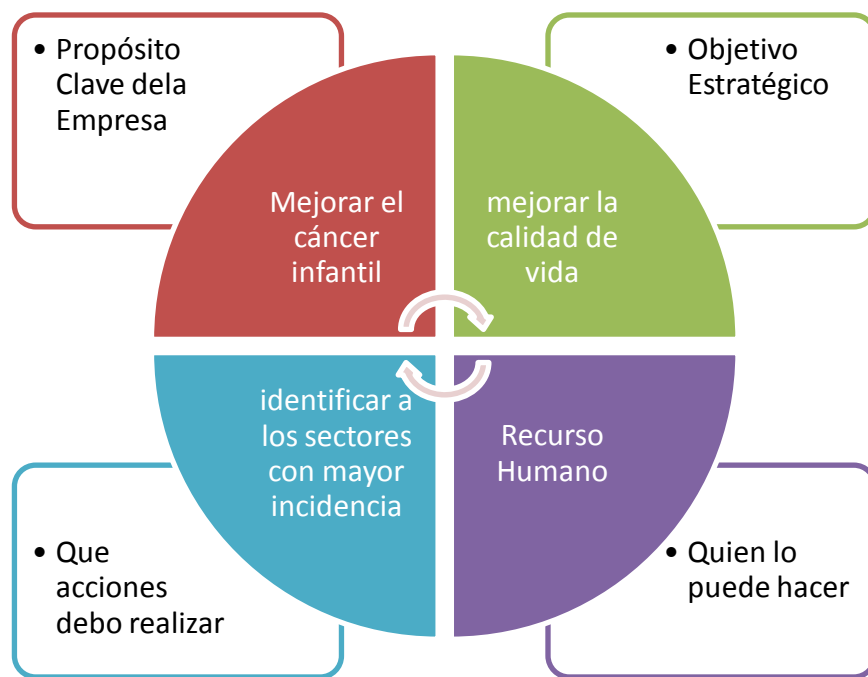 • Propósito
Clave dela
Empresa
• Objetivo
Estratégico
Mejorar el
cáncer
infantil
mejorar la
calidad de
vida
identificar a
los sectores
con mayor
incidencia
Recurso
Humano
• Que
acciones
debo realizar
• Quien lo
puede hacer